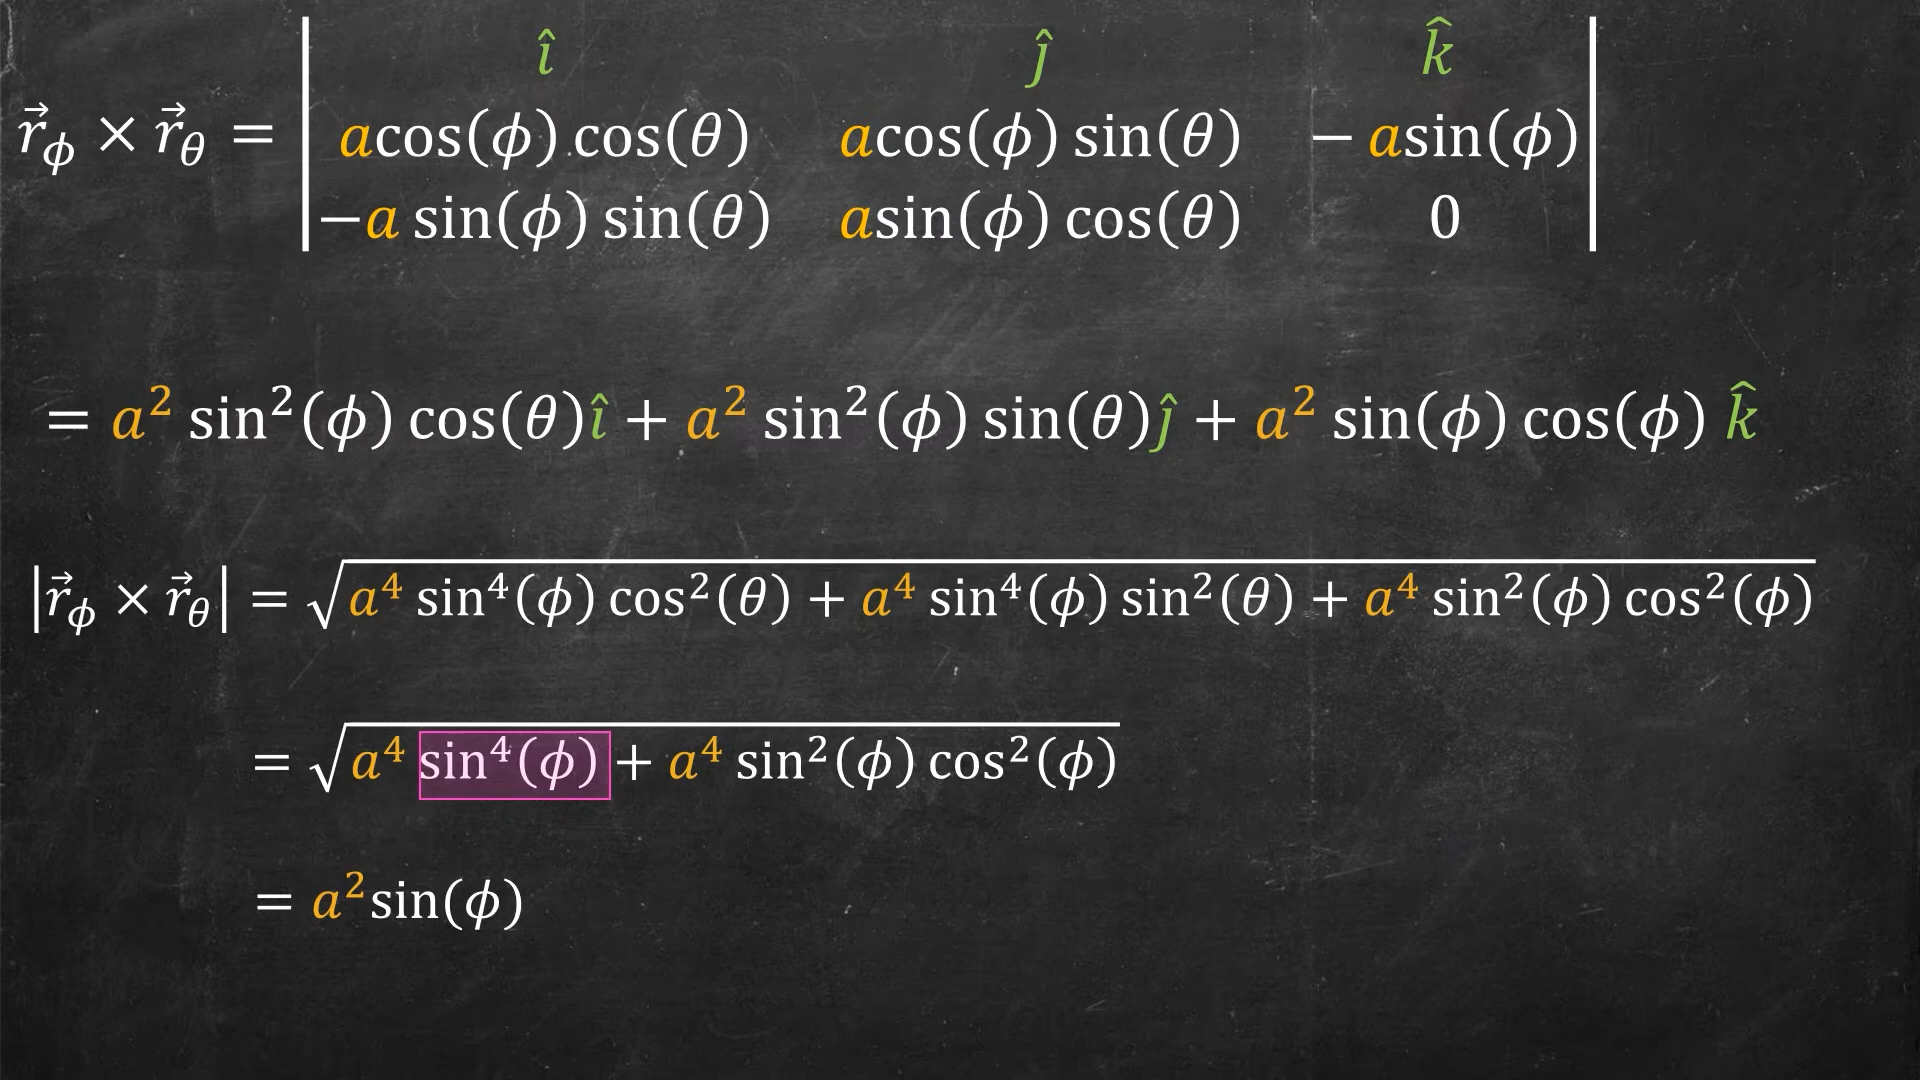 î ĵ k̂
r⃗_ϕ × r⃗_θ = | acos(ϕ) cos(θ) acos(ϕ) sin(θ) − asin(ϕ) |
−a sin(ϕ) sin(θ) asin(ϕ) cos(θ) 0
= a² sin²(ϕ) cos(θ)î + a² sin²(ϕ) sin(θ)ĵ + a² sin(ϕ) cos(ϕ) k̂
|r⃗_ϕ × r⃗_θ| = √(a⁴ sin⁴(ϕ) cos²(θ) + a⁴ sin⁴(ϕ) sin²(θ) + a⁴ sin²(ϕ) cos²(ϕ))
= √(a⁴ sin⁴(ϕ) + a⁴ sin²(ϕ) cos²(ϕ))
= a²sin(ϕ)